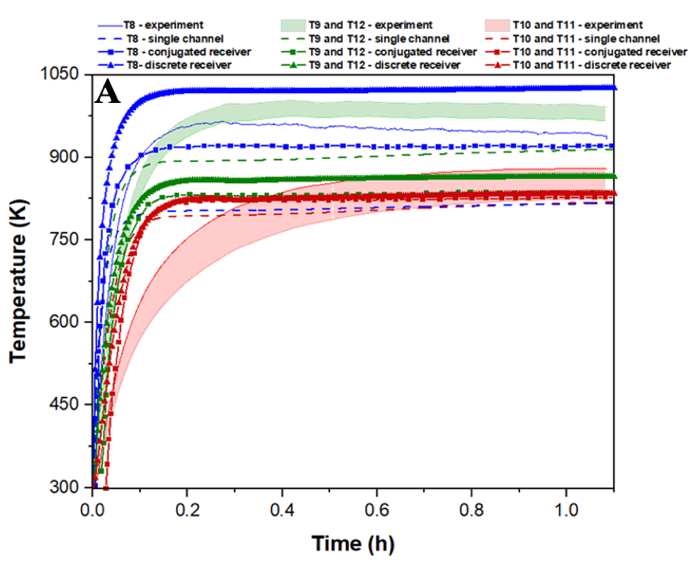 T8 - experiment T9 and T12 - experiment T10 and T11 - experiment
T8 - single channel T9 and T12 - single channel T10 and T11 - single channel
T8 - conjugated receiver T9 and T12 - conjugated receiver T10 and T11 - conjugated receiver
T8 - discrete receiver T9 and T12 - discrete receiver T10 and T11 - discrete receiver
A
1050
900
750
600
450
300
Temperature (K)
0.0 0.2 0.4 0.6 0.8 1.0
Time (h)